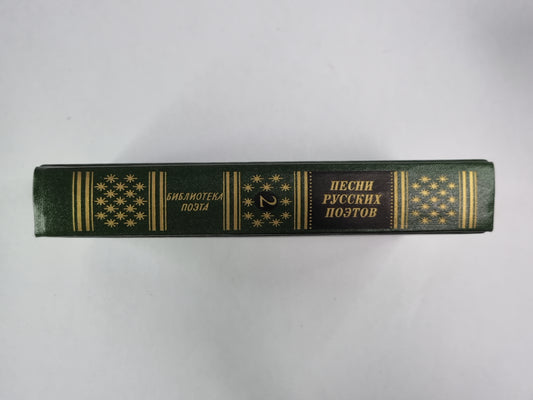 ПЕСНИ
РУССКИХ
ПОЭТОВ
2
БИБЛИОТЕКА
ПОЭТА